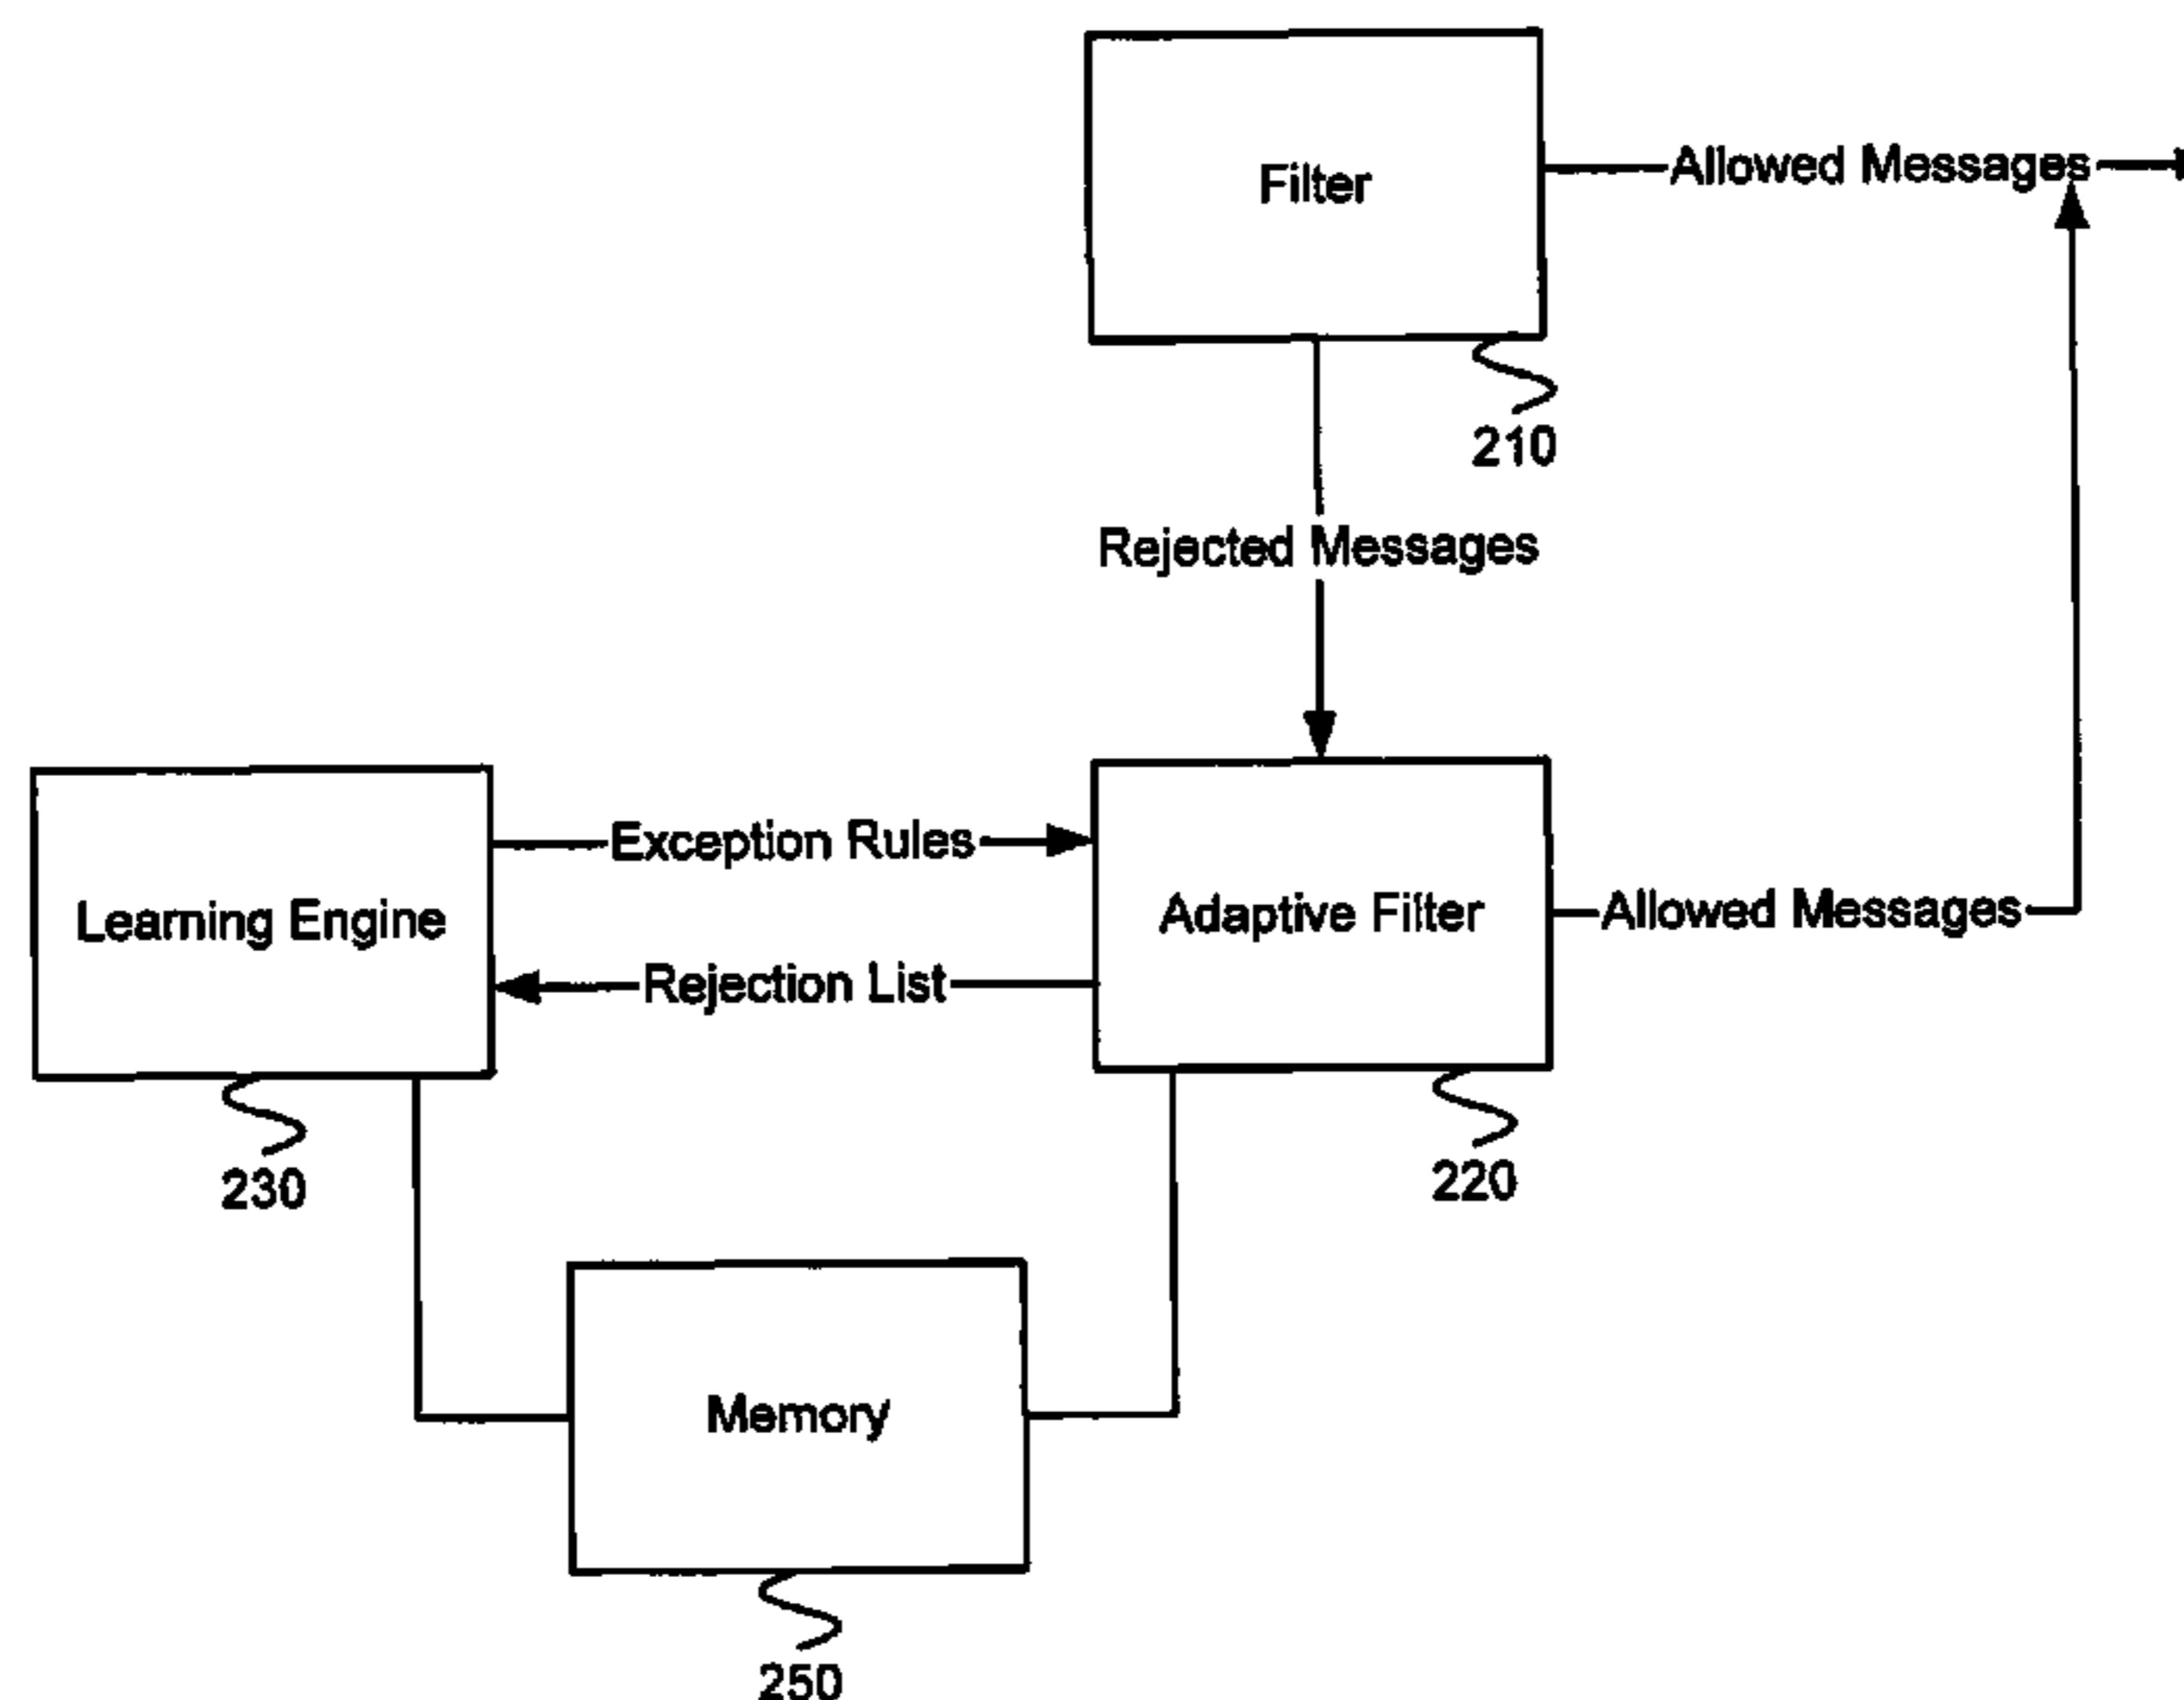 Filter
Allowed Messages
210
Rejected Messages
Exception Rules
Learning Engine
Adaptive Filter
Allowed Messages
Rejection List
230
220
Memory
250